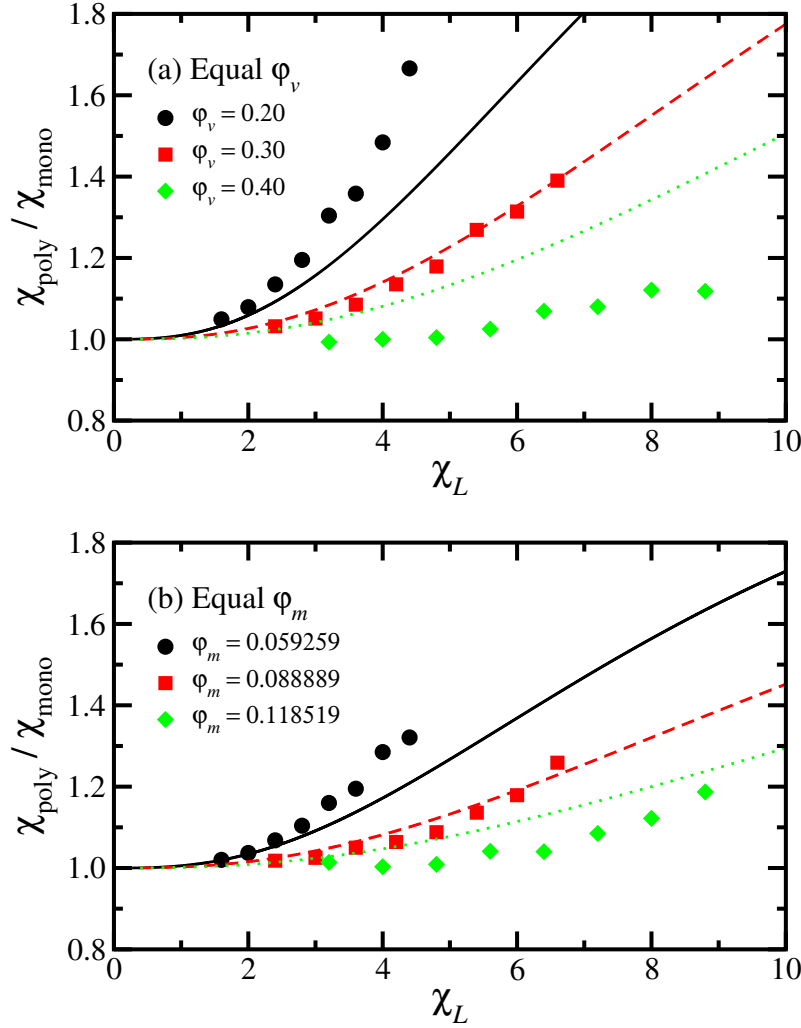 1.8
(a) Equal φv
φv = 0.20
φv = 0.30
φv = 0.40
1.6
1.4
1.2
1.0
0.8
χpoly / χmono
0 2 4 6 8 10
χL
1.8
(b) Equal φm
φm = 0.059259
φm = 0.088889
φm = 0.118519
1.6
1.4
1.2
1.0
0.8
χpoly / χmono
0 2 4 6 8 10
χL